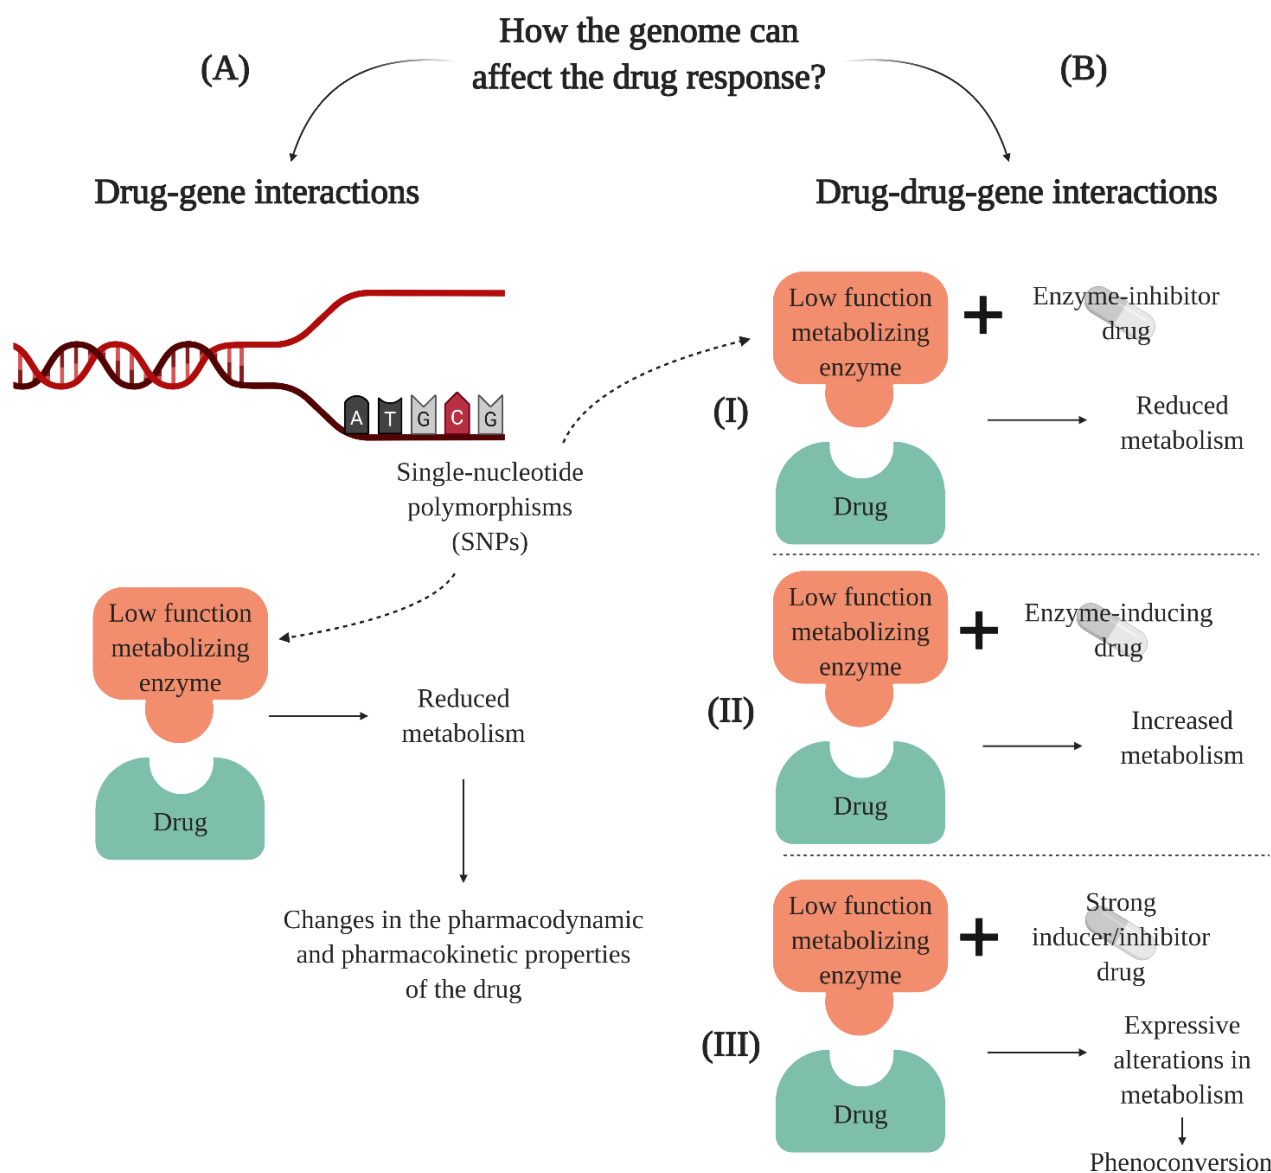 How the genome can
affect the drug response?
(A)
(B)
Drug-gene interactions
Drug-drug-gene interactions
A T G C G
Single-nucleotide
polymorphisms
(SNPs)
Low function
metabolizing
enzyme
Drug
Reduced
metabolism
Changes in the pharmacodynamic
and pharmacokinetic properties
of the drug
(I)
Low function
metabolizing
enzyme
Enzyme-inhibitor
drug
Drug
Reduced
metabolism
(II)
Low function
metabolizing
enzyme
Enzyme-inducing
drug
Drug
Increased
metabolism
(III)
Low function
metabolizing
enzyme
Strong
inducer/inhibitor
drug
Drug
Expressive
alterations in
metabolism
Phenoconversion